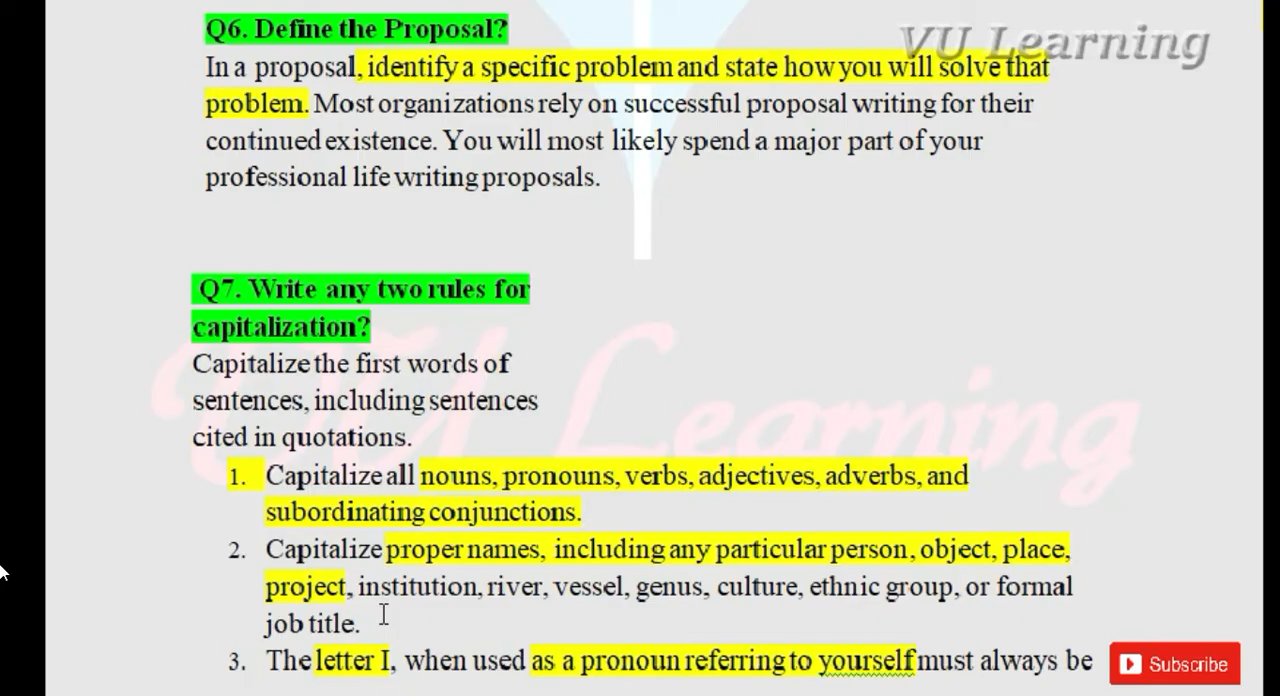 Q6. Define the Proposal?
VU Learning
In a proposal, identify a specific problem and state how you will solve that
problem. Most organizations rely on successful proposal writing for their
continued existence. You will most likely spend a major part of your
professional life writing proposals.
Q7. Write any two rules for
capitalization?
Capitalize the first words of
sentences, including sentences
cited in quotations.
VU Learning
1. Capitalize all nouns, pronouns, verbs, adjectives, adverbs, and
subordinating conjunctions.
2. Capitalize proper names, including any particular person, object, place,
project, institution, river, vessel, genus, culture, ethnic group, or formal
job title.
3. The letter I, when used as a pronoun referring to yourself must always be
Subscribe